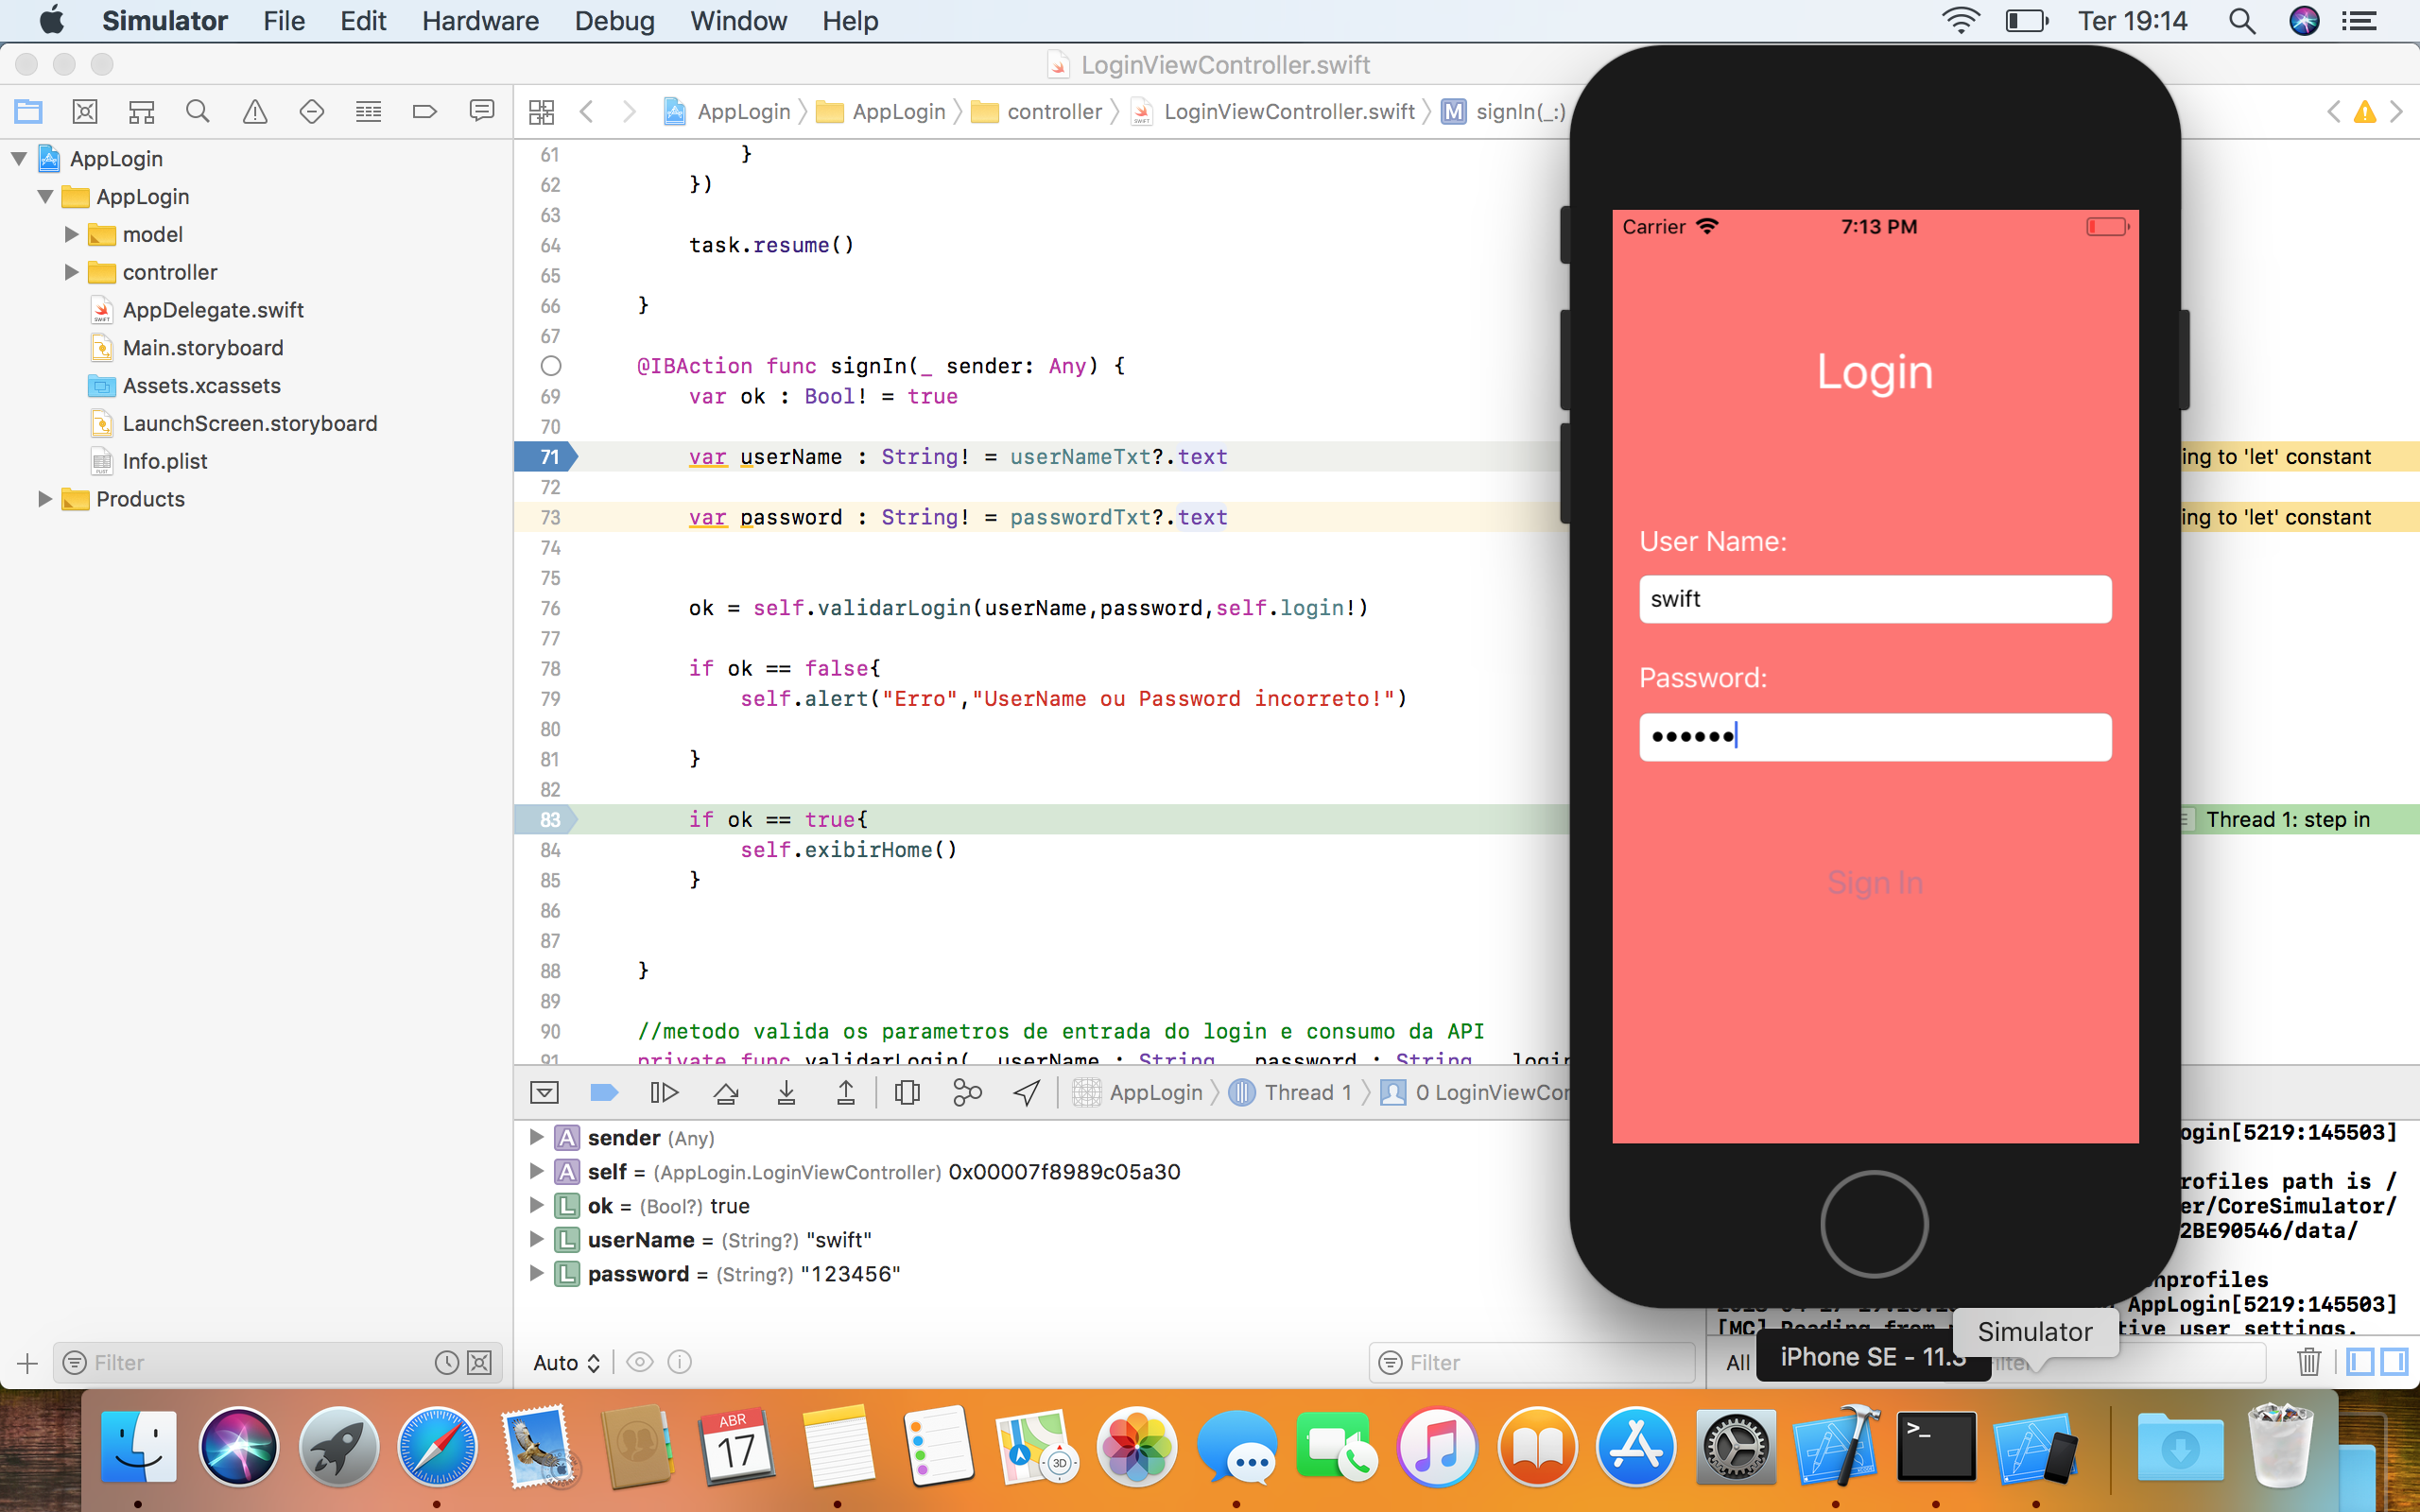 Simulator File Edit Hardware Debug Window Help Ter 19:14
LoginViewController.swift
AppLogin AppLogin controller LoginViewController.swift M signIn(_:)
AppLogin
AppLogin
model
controller
AppDelegate.swift
Main.storyboard
Assets.xcassets
LaunchScreen.storyboard
Info.plist
Products
61 }
62 })
63
64 task.resume()
65
66 }
67
@IBAction func signIn(_ sender: Any) {
69 var ok : Bool! = true
70
71 var userName : String! = userNameTxt?.text
ing to 'let' constant
72
73 var password : String! = passwordTxt?.text
ing to 'let' constant
74
75
76 ok = self.validarLogin(userName,password,self.login!)
77
78 if ok == false{
79 self.alert("Erro","UserName ou Password incorreto!")
80
81 }
82
83 if ok == true{
Thread 1: step in
84 self.exibirHome()
85 }
86
87
88 }
89
90 //metodo valida os parametros de entrada do login e consumo da API
91 private func validarLogin(_ userName : String, _ password : String, _ login
Carrier 7:13 PM
Login
User Name:
swift
Password:
••••••
Sign In
AppLogin Thread 1 0 LoginViewCon
A sender (Any)
A self = (AppLogin.LoginViewController) 0x00007f8989c05a30
L ok = (Bool?) true
L userName = (String?) "swift"
L password = (String?) "123456"
ogin[5219:145503]
rofiles path is /
er/CoreSimulator/
2BE90546/data/
nprofiles
AppLogin[5219:145503]
[MC] Reading from
tive user settings.
Filter
Auto
Filter
All
iPhone SE - 11.3
Simulator
ABR
17
3D
>_